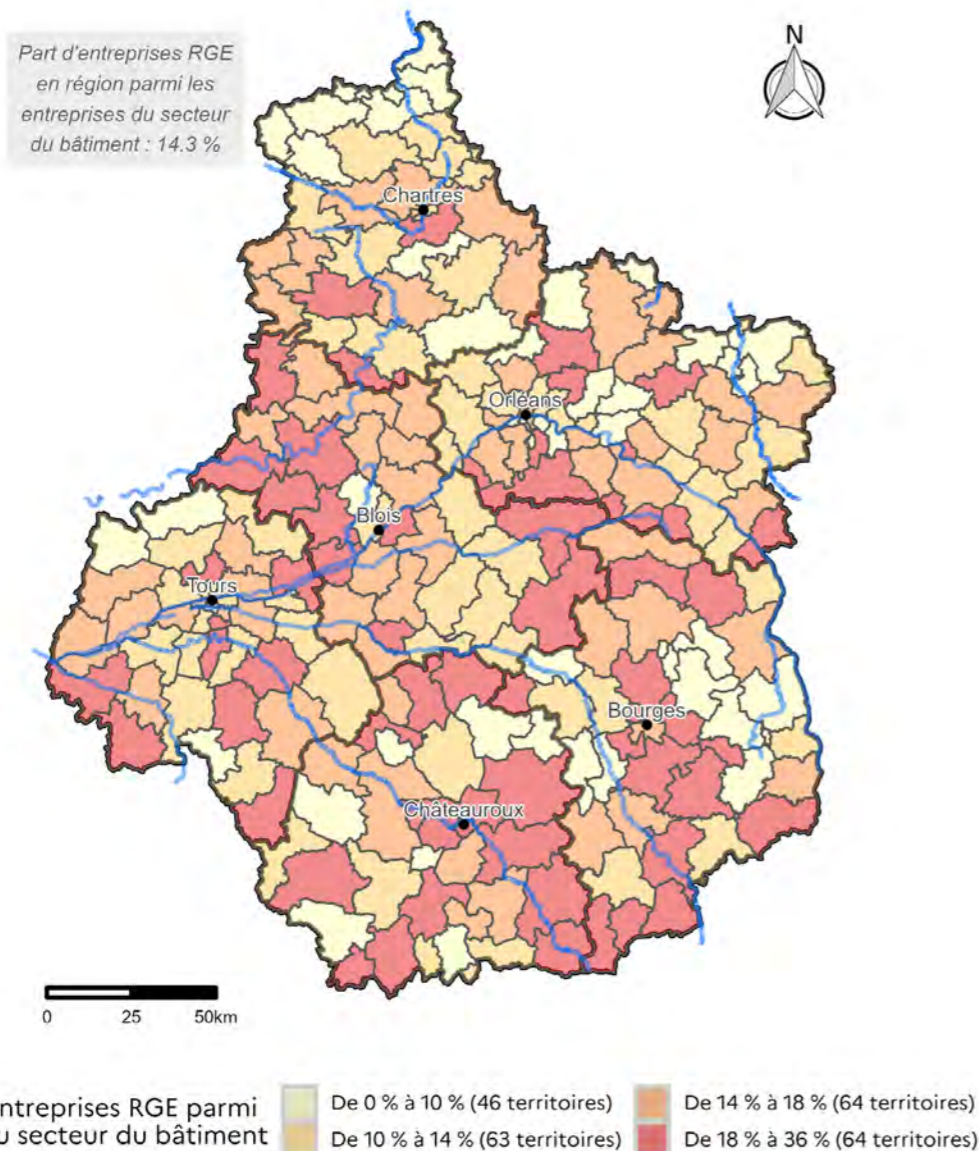 Part d'entreprises RGE
en région parmi les
entreprises du secteur
du bâtiment : 14.3 %
N
Chartres
Orléans
Blois
Tours
Bourges
Châteauroux
0 25 50km
ntreprises RGE parmi
u secteur du bâtiment
De 0 % à 10 % (46 territoires)
De 10 % à 14 % (63 territoires)
De 14 % à 18 % (64 territoires)
De 18 % à 36 % (64 territoires)